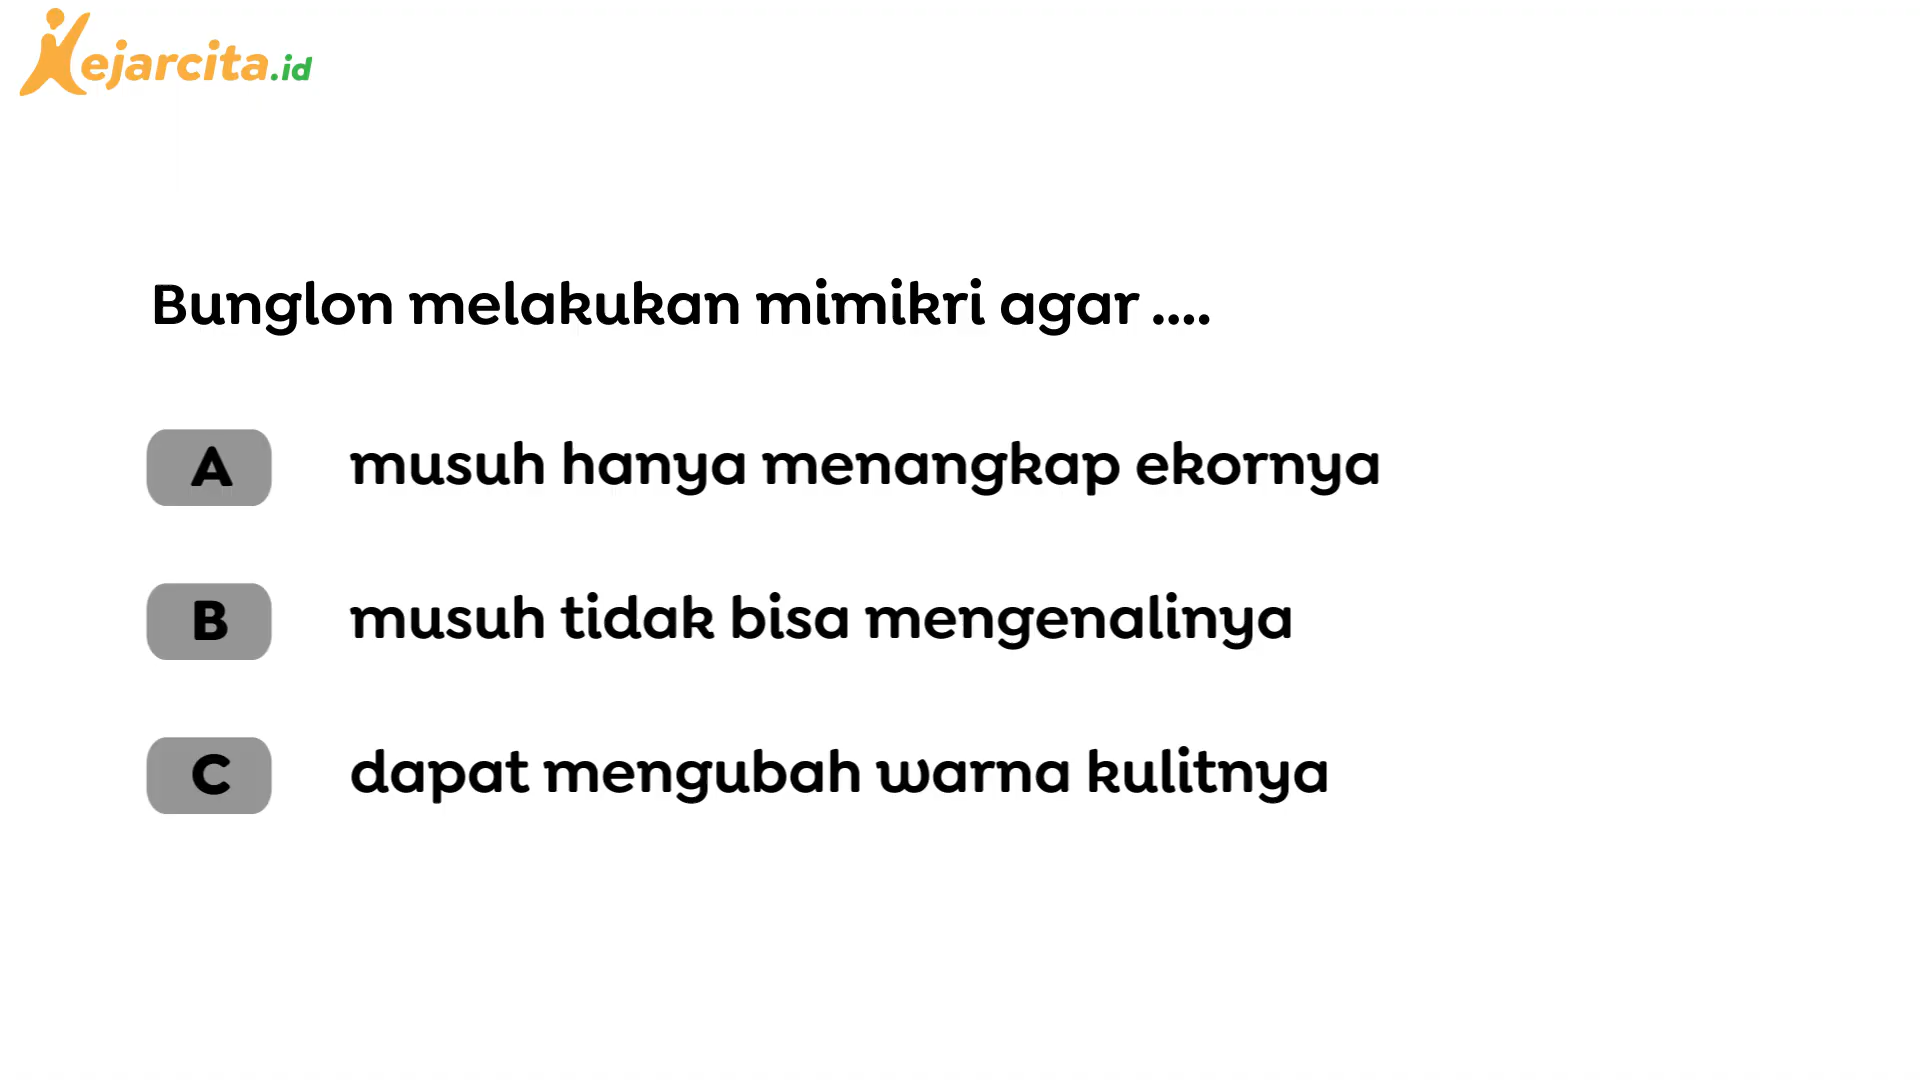 Kejarcita.id
Bunglon melakukan mimikri agar ....
A musuh hanya menangkap ekornya
B musuh tidak bisa mengenalinya
C dapat mengubah warna kulitnya